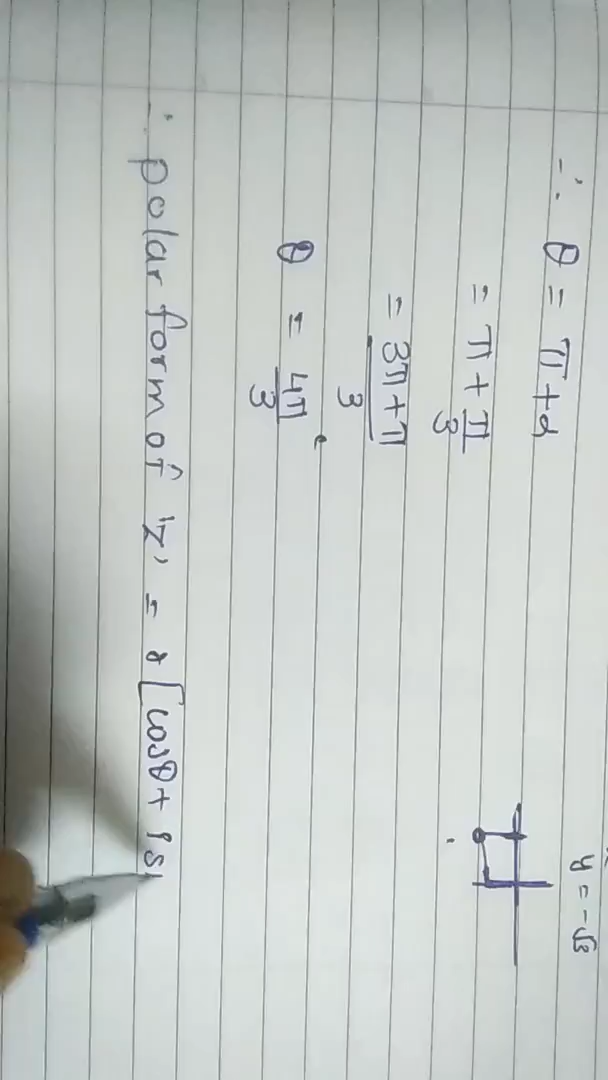 y = -√3
∴ θ = π + α
= π + π/3
= 3π + π/3
θ = 4π/3
∴ polar form of 'z' = r [cosθ + i si